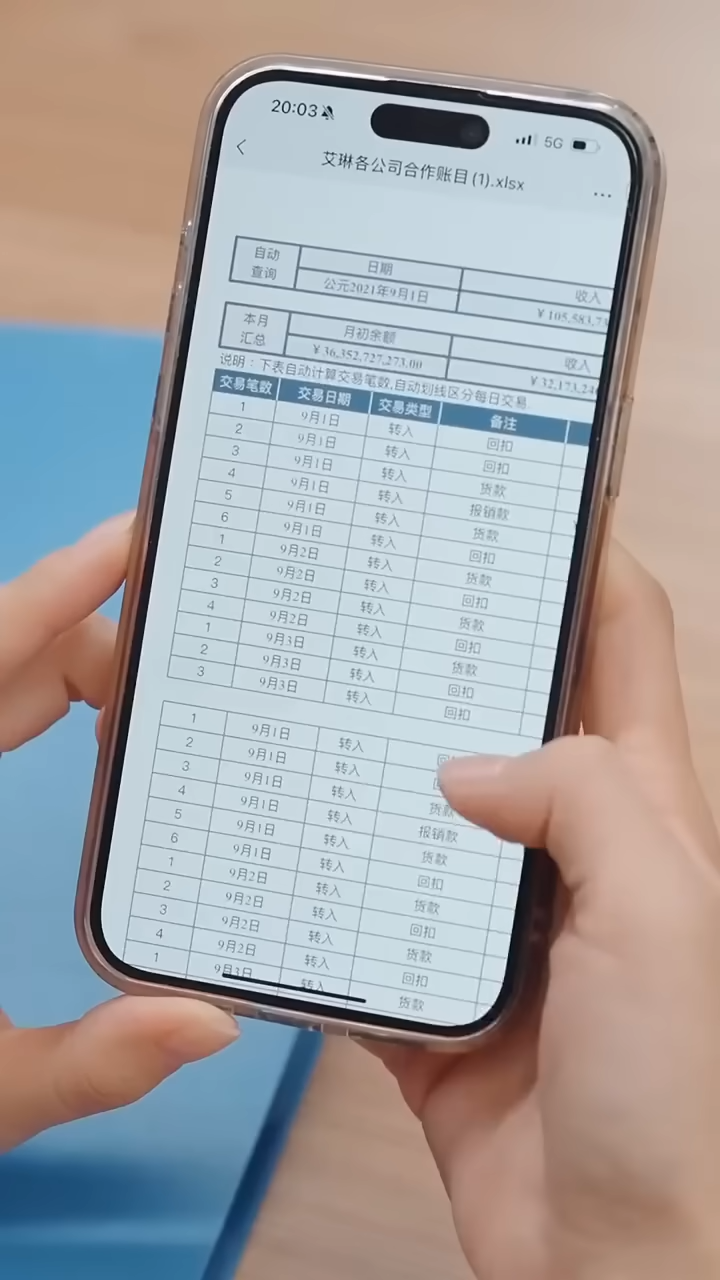 20:03 5G
艾琳各公司合作账目(1).xlsx
自动查询 日期 收入
公元2021年9月1日 ￥105,583,73
本月汇总 月初余额 收入
￥36,352,727,273.00 ￥32,173,24
说明：下表自动计算交易笔数,自动划线区分每日交易.
交易笔数 交易日期 交易类型 备注
1 9月1日 转入 回扣
2 9月1日 转入 回扣
3 9月1日 转入 货款
4 9月1日 转入 报销款
5 9月1日 转入 货款
6 9月1日 转入 回扣
1 9月2日 转入 货款
2 9月2日 转入 回扣
3 9月2日 转入 货款
4 9月2日 转入 回扣
1 9月3日 转入 货款
2 9月3日 转入 回扣
3 9月3日 转入 回扣
1 9月1日 转入
2 9月1日 转入
3 9月1日 转入 货款
4 9月1日 转入 报销款
5 9月1日 转入 货款
6 9月1日 转入 回扣
1 9月2日 转入 货款
2 9月2日 转入 回扣
3 9月2日 转入 货款
4 9月2日 转入 回扣
1 9月3日 转入 货款